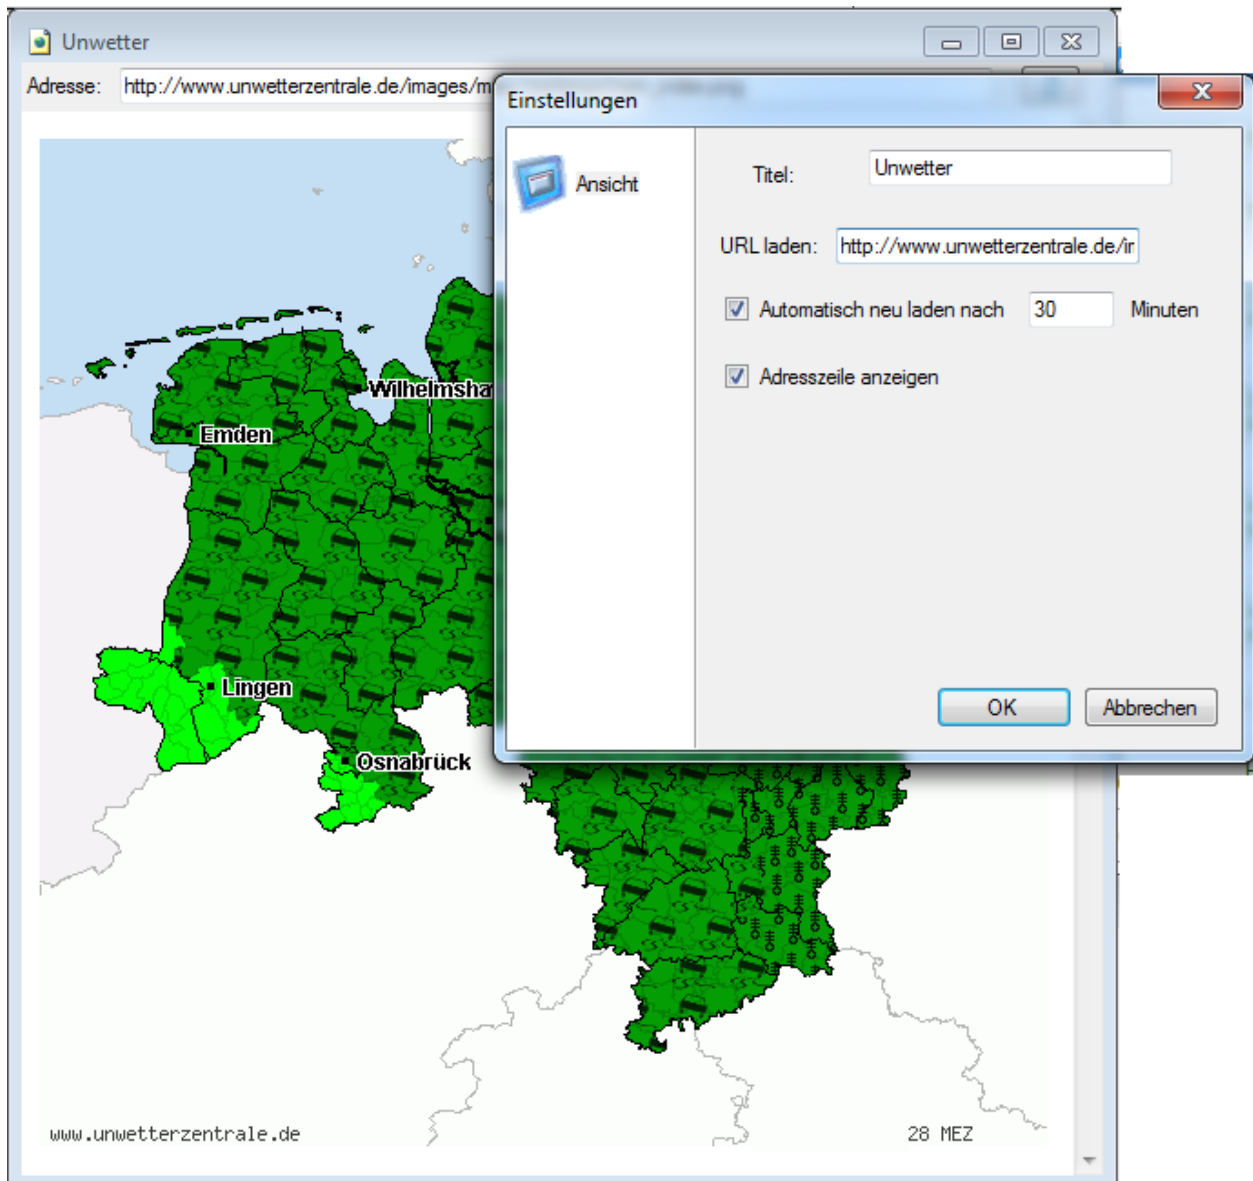 Unwetter
Adresse: http://www.unwetterzentrale.de/images/m
Einstellungen
Ansicht
Titel: Unwetter
URL laden: http://www.unwetterzentrale.de/ir
Automatisch neu laden nach 30 Minuten
Adresszeile anzeigen
OK Abbrechen
Wilhelmsha
Emden
Lingen
Osnabrück
www.unwetterzentrale.de 28 MEZ